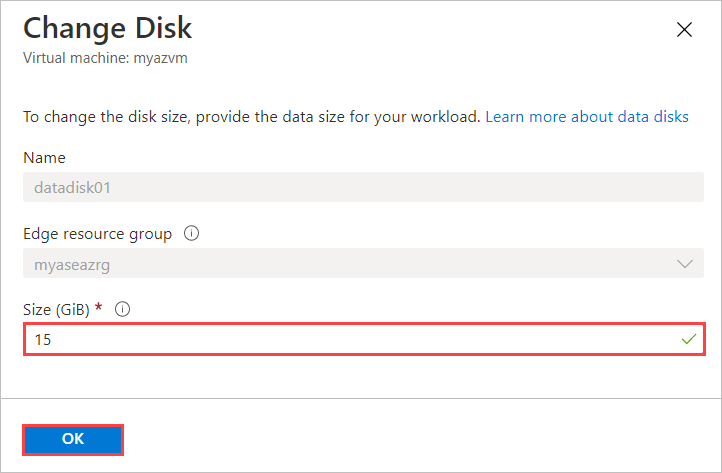 Change Disk
Virtual machine: myazvm
To change the disk size, provide the data size for your workload. Learn more about data disks
Name
datadisk01
Edge resource group
myaseazrg
Size (GiB) *
15
OK